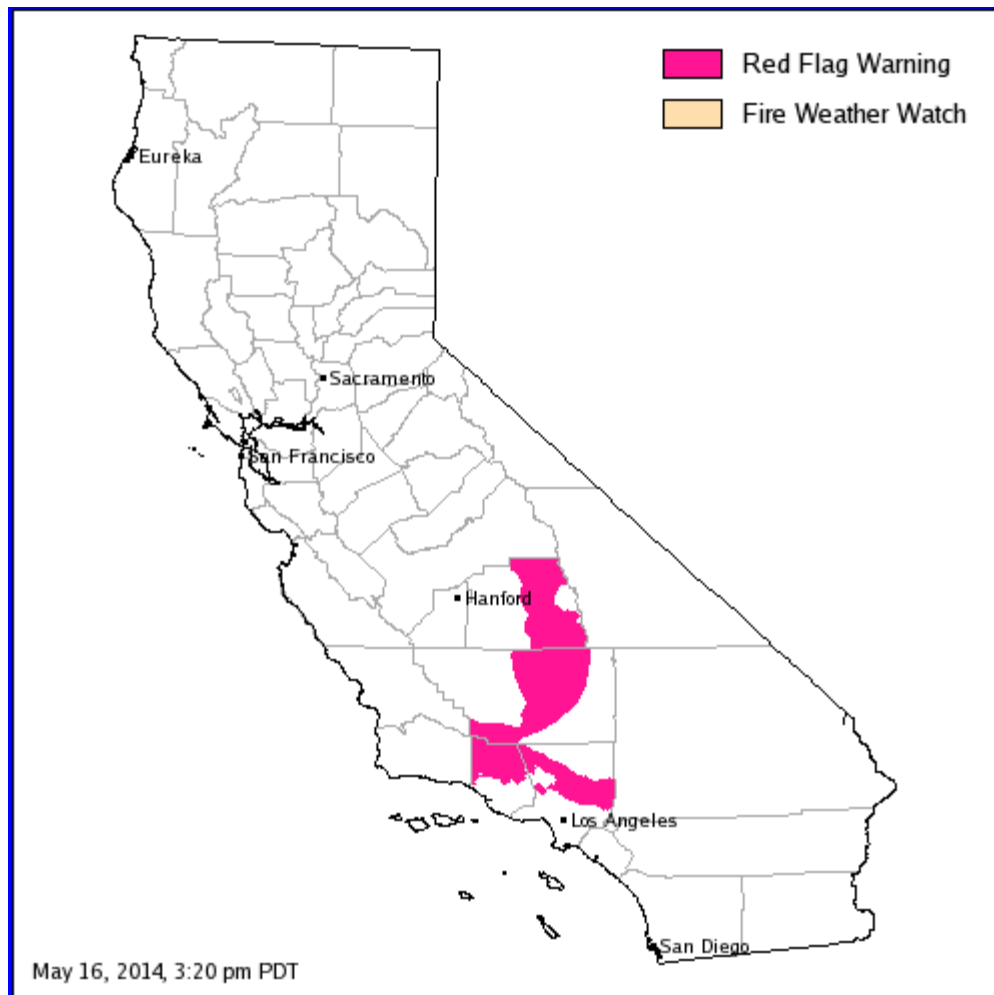 Red Flag Warning
Fire Weather Watch
Eureka
Sacramento
San Francisco
Hanford
Los Angeles
San Diego
May 16, 2014, 3:20 pm PDT